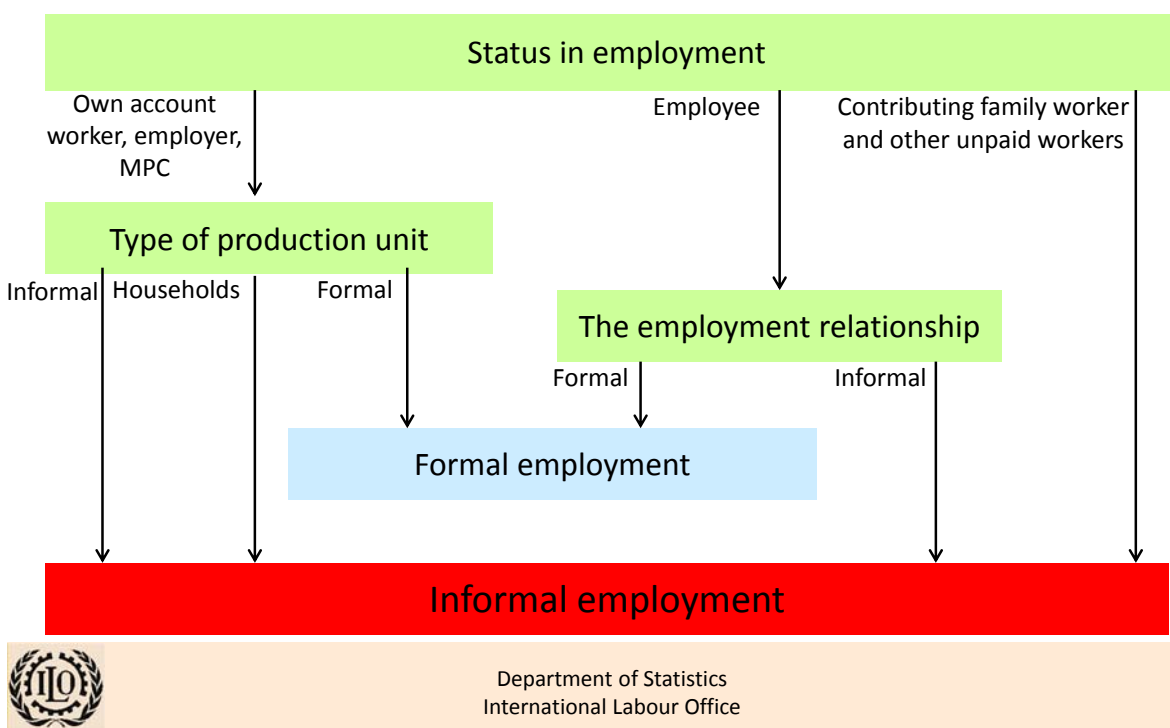 Status in employment
Own account
worker, employer,
MPC
Employee
Contributing family worker
and other unpaid workers
Type of production unit
Informal
Households
Formal
The employment relationship
Formal
Informal
Formal employment
Informal employment
ILO
Department of Statistics
International Labour Office